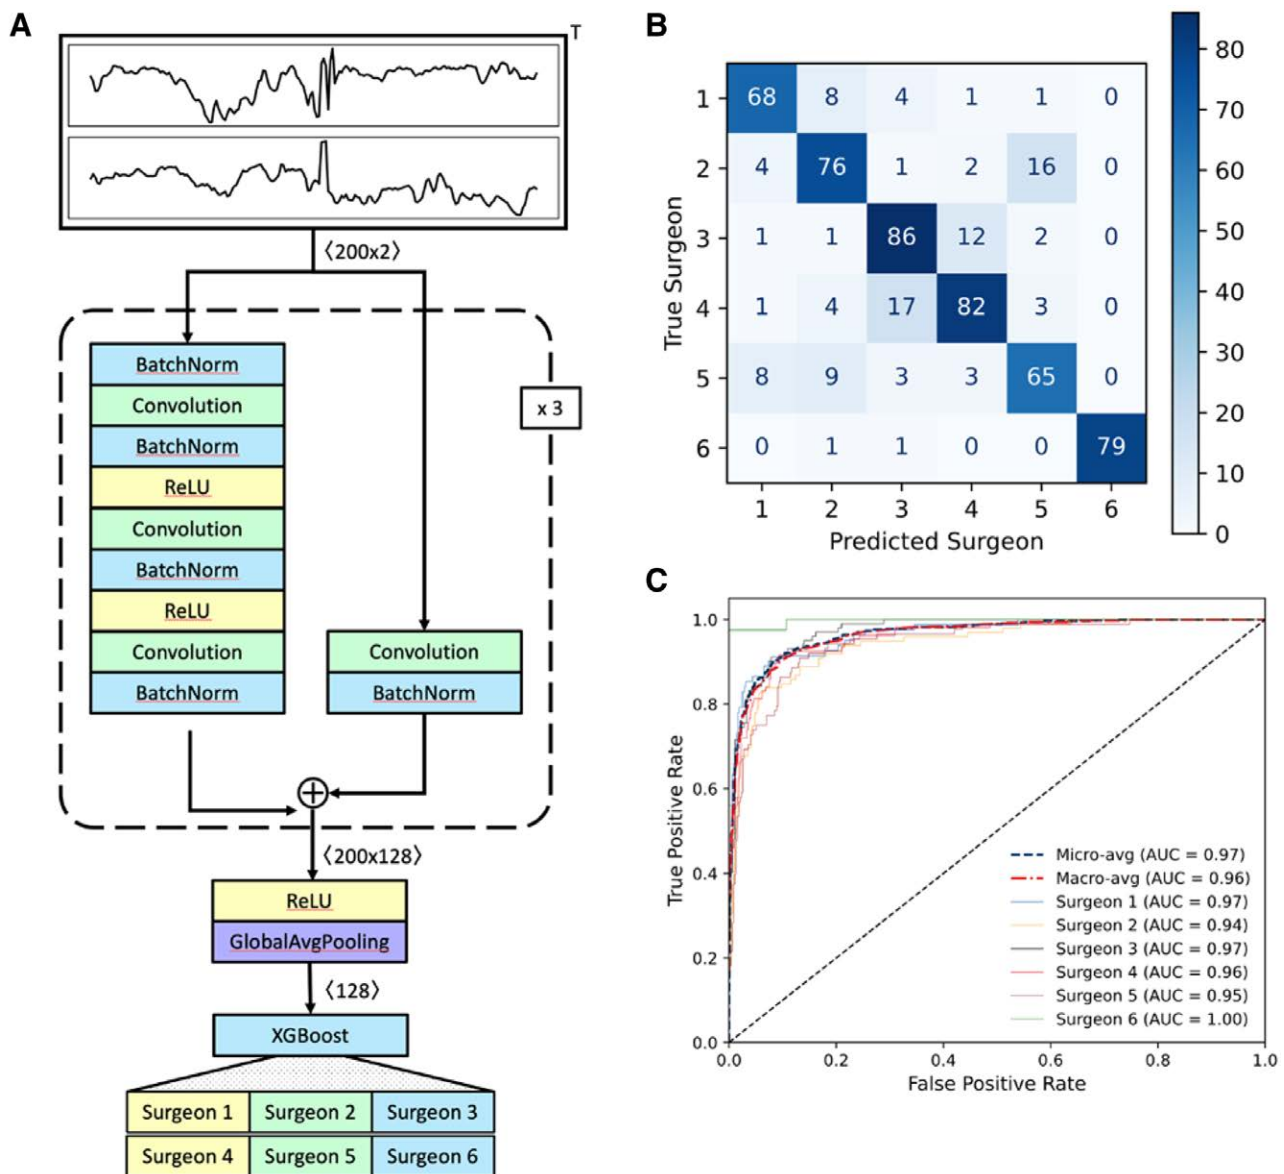 A
T
⟨200x2⟩
BatchNorm
Convolution
BatchNorm
ReLU
Convolution
BatchNorm
ReLU
Convolution
BatchNorm
x 3
Convolution
BatchNorm
⟨200x128⟩
ReLU
GlobalAvgPooling
⟨128⟩
XGBoost
Surgeon 1 Surgeon 2 Surgeon 3
Surgeon 4 Surgeon 5 Surgeon 6
B
True Surgeon
1 68 8 4 1 1 0
2 4 76 1 2 16 0
3 1 1 86 12 2 0
4 1 4 17 82 3 0
5 8 9 3 3 65 0
6 0 1 1 0 0 79
1 2 3 4 5 6
Predicted Surgeon
80
70
60
50
40
30
20
10
0
C
True Positive Rate
1.0
0.8
0.6
0.4
0.2
0.0
Micro-avg (AUC = 0.97)
Macro-avg (AUC = 0.96)
Surgeon 1 (AUC = 0.97)
Surgeon 2 (AUC = 0.94)
Surgeon 3 (AUC = 0.97)
Surgeon 4 (AUC = 0.96)
Surgeon 5 (AUC = 0.95)
Surgeon 6 (AUC = 1.00)
0.0 0.2 0.4 0.6 0.8 1.0
False Positive Rate